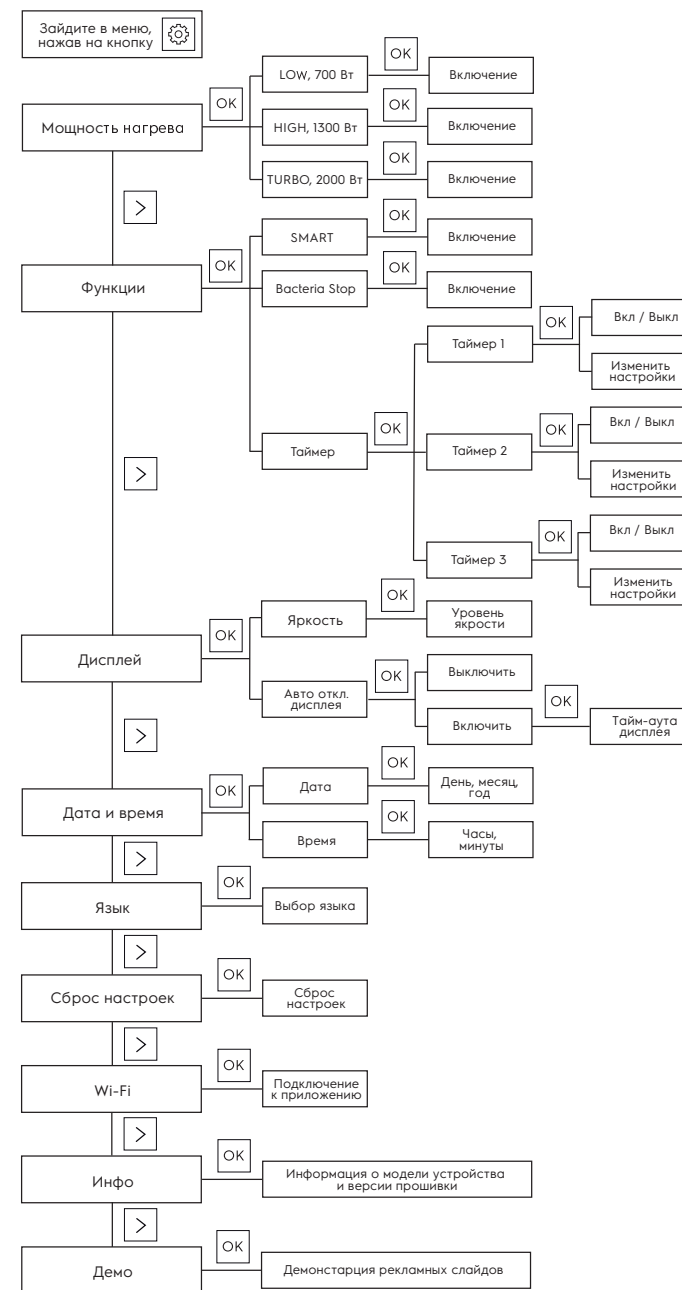 Зайдите в меню,
нажав на кнопку
OK
LOW, 700 Вт
OK
Включение
Мощность нагрева
HIGH, 1300 Вт
OK
Включение
TURBO, 2000 Вт
OK
Включение
>
Функции
OK
SMART
OK
Включение
Bacteria Stop
OK
Включение
Таймер
OK
Таймер 1
OK
Вкл / Выкл
Изменить
настройки
Таймер 2
OK
Вкл / Выкл
Изменить
настройки
Таймер 3
OK
Вкл / Выкл
Изменить
настройки
>
Дисплей
OK
Яркость
OK
Уровень
якрости
Авто откл.
дисплея
OK
Выключить
Включить
OK
Тайм-аута
дисплея
>
Дата и время
OK
Дата
OK
День, месяц,
год
Время
OK
Часы,
минуты
>
Язык
OK
Выбор языка
>
Сброс настроек
OK
Сброс
настроек
>
Wi-Fi
OK
Подключение
к приложению
>
Инфо
OK
Информация о модели устройства
и версии прошивки
>
Демо
OK
Демонстарция рекламных слайдов